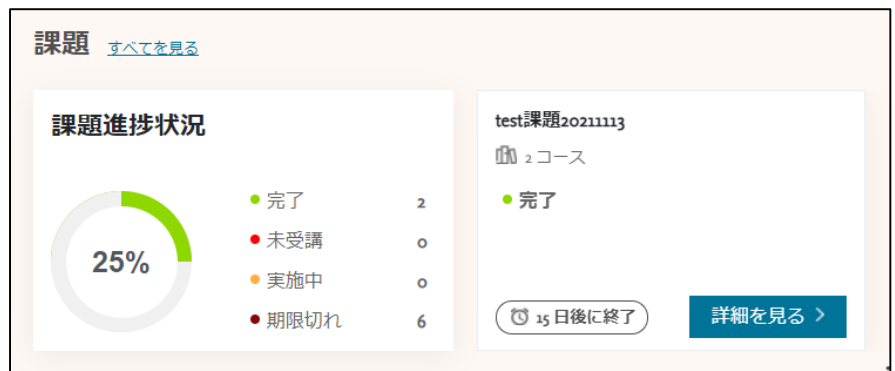 課題 すべてを見る
課題進捗状況
25%
完了 2
未受講 0
実施中 0
期限切れ 6
test課題20211113
2 コース
完了
15 日後に終了
詳細を見る